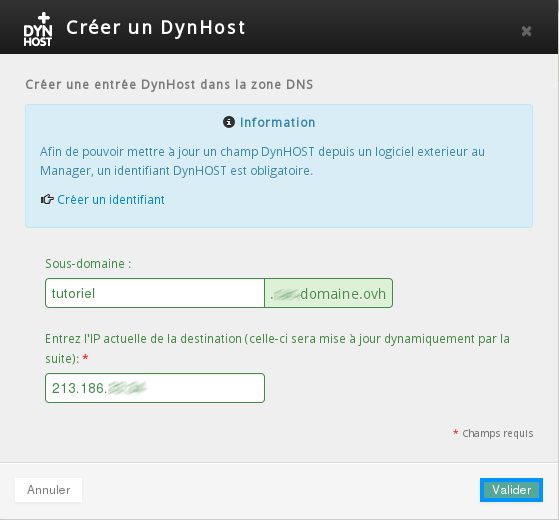 DYN
HOST
Créer un DynHost
Créer une entrée DynHost dans la zone DNS
Information
Afin de pouvoir mettre à jour un champ DynHOST depuis un logiciel exterieur au
Manager, un identifiant DynHOST est obligatoire.
Créer un identifiant
Sous-domaine :
tutoriel
.domaine.ovh
Entrez l'IP actuelle de la destination (celle-ci sera mise à jour dynamiquement par la
suite): *
213.186.
* Champs requis
Annuler
Valider